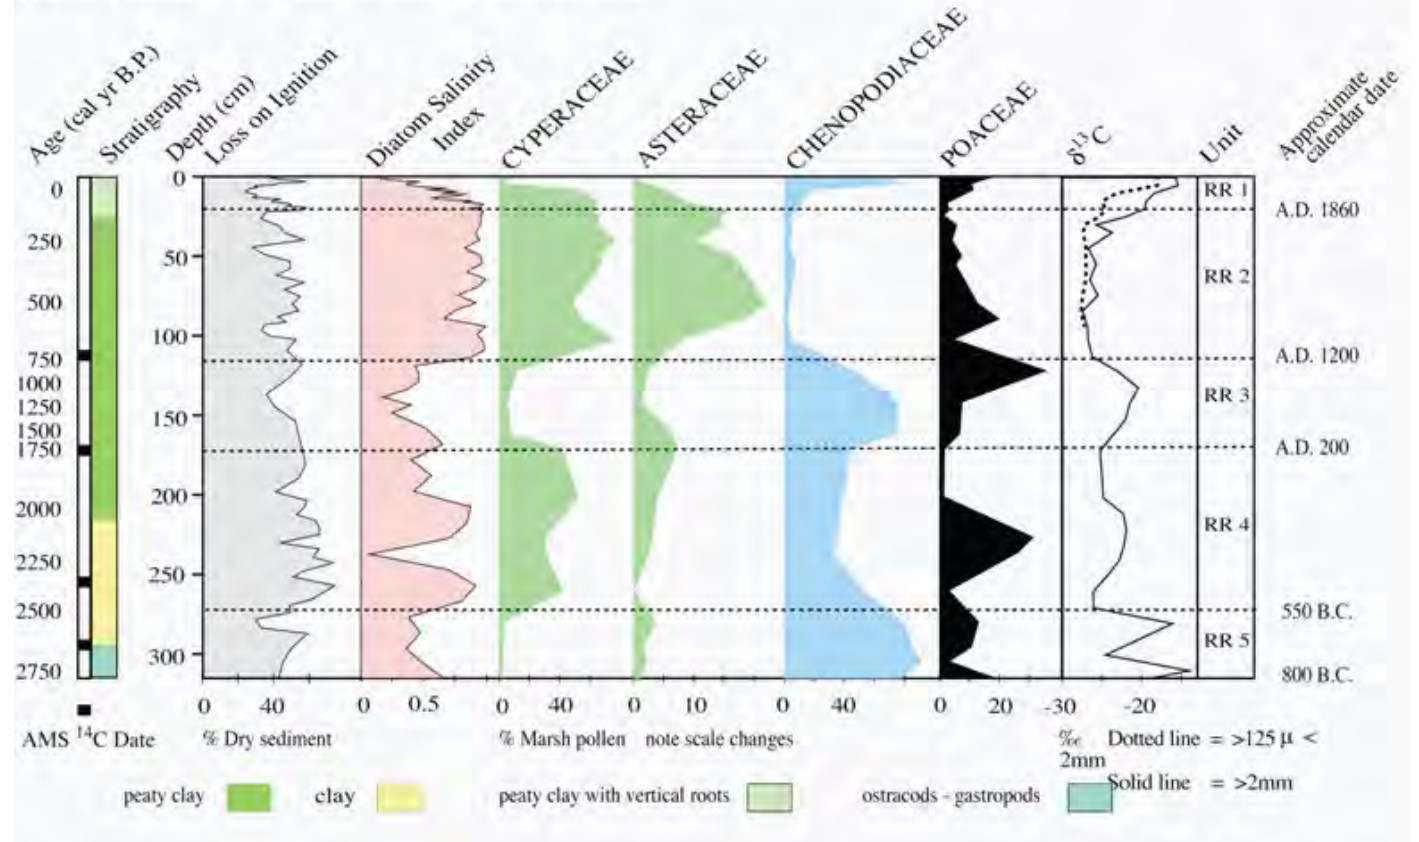 Age (cal yr B.P.)
Stratigraphy
Depth (cm)
Loss on Ignition
Diatom Salinity
Index
CYPERACEAE
ASTERACEAE
CHENOPODIACEAE
POACEAE
δ13C
Unit
Approximate
calendar date
0
250
500
750
1000
1250
1500
1750
2000
2250
2500
2750
0
50
100
150
200
250
300
RR 1
RR 2
RR 3
RR 4
RR 5
A.D. 1860
A.D. 1200
A.D. 200
550 B.C.
800 B.C.
0 40 0 0.5 0 40 0 10 0 40 0 20 -30 -20
AMS 14C Date % Dry sediment % Marsh pollen note scale changes ‰ Dotted line = >125 μ <
2mm
Solid line = >2mm
peaty clay clay peaty clay with vertical roots ostracods - gastropods